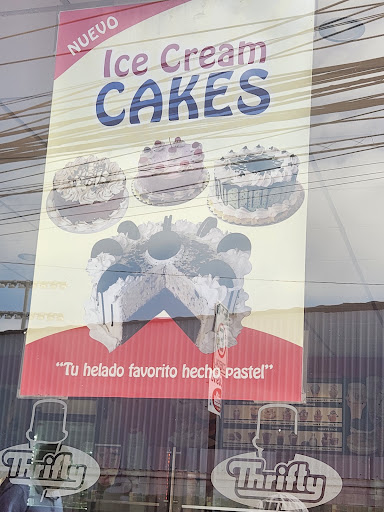 NUEVO
Ice Cream
CAKES
"Tu helado favorito hecho pastel"
Thrifty
Thrifty